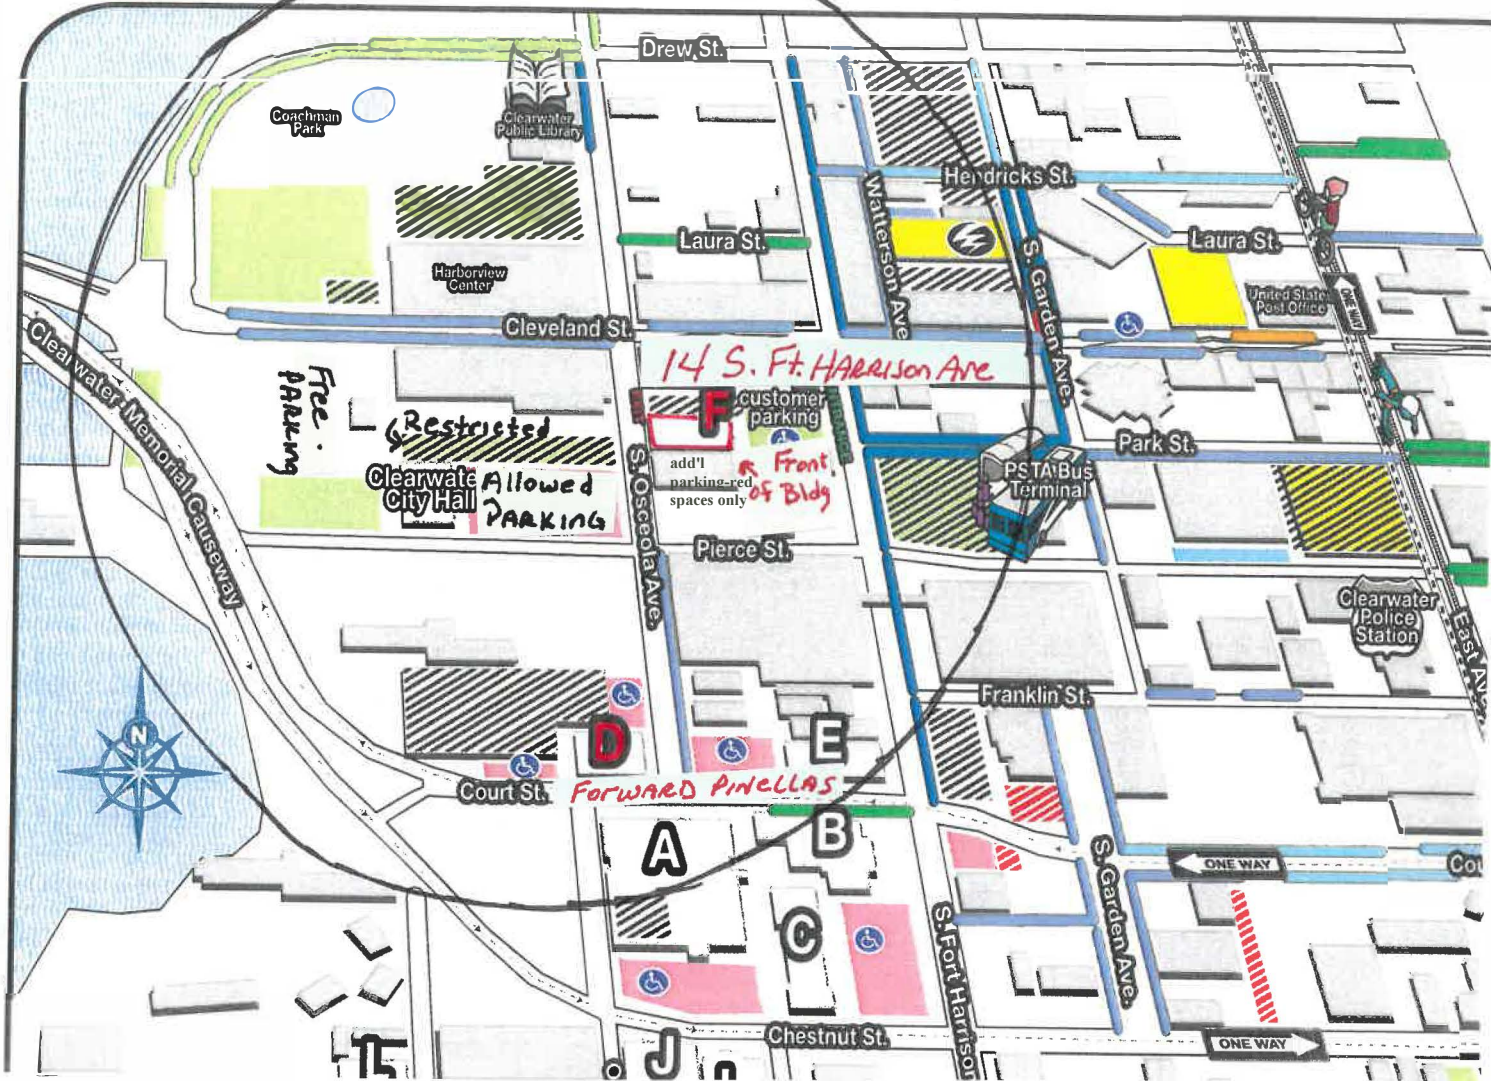 Drew St.
Coachman
Park
Clearwater
Public Library
Hendricks St.
Watterson Ave
Laura St.
Laura St.
S. Garden Ave.
Harborview
Center
United State
Post Office
ONE WAY
Cleveland St.
Clearwater Memorial Causeway
14 S. Ft. HARRISon Ave
Free.
PARKING
F
customer
parking
Restricted
Park St.
S. Osceola Ave.
add'l
parking-red
spaces only
Front
of Bldg
Clearwate
City Hall
Allowed
PARKING
PSTA Bus
Terminal
Pierce St.
Clearwater
Police
Station
East Ave
Franklin St.
N
D
E
Court St.
FORWARD PINELLAS
A
B
S. Garden Ave.
ONE WAY
Cou
C
S. Fort Harrison
Chestnut St.
ONE WAY
J